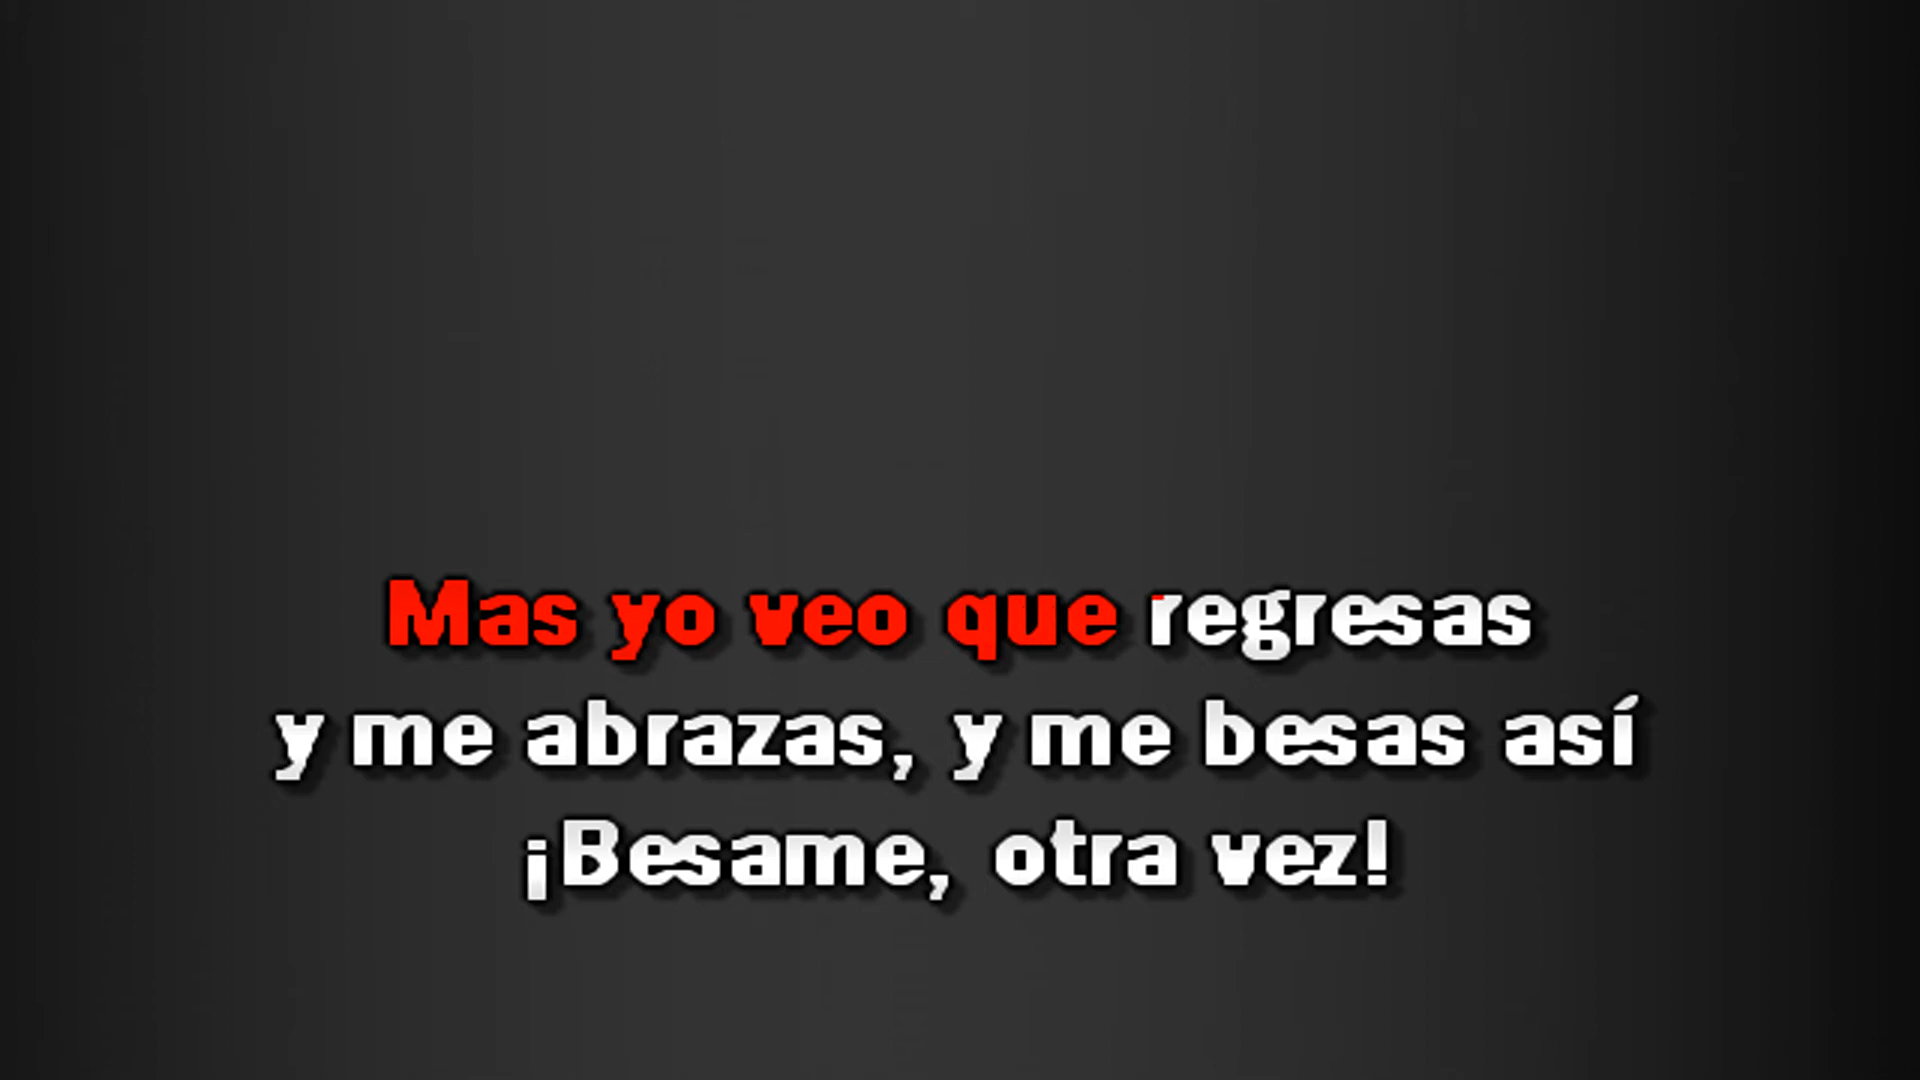 Mas yo veo que regresas
y me abrazas, y me besas así
¡Besame, otra vez!